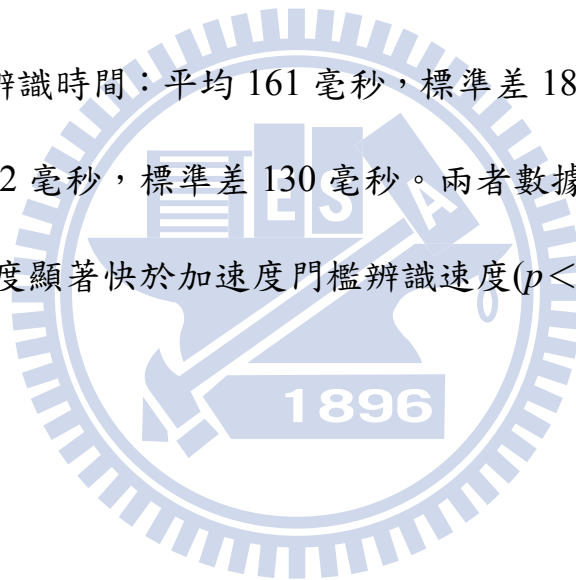 辨識時間：平均 161 毫秒，標準差 18
2 毫秒，標準差 130 毫秒。兩者數據
度顯著快於加速度門檻辨識速度(p＜
E S A
1896